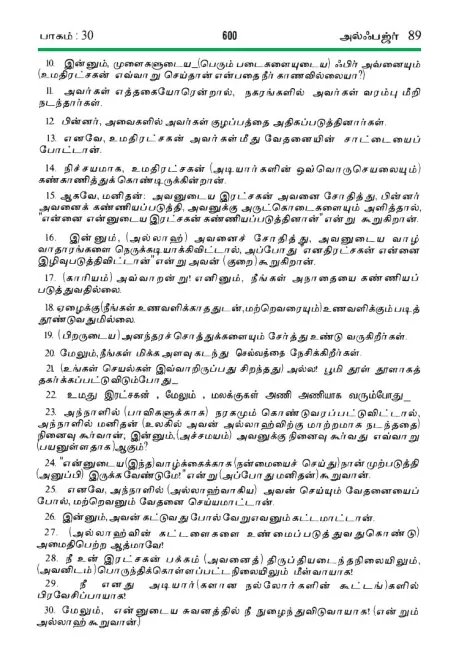 பாகம் : 30 600 அல்ஃபஜ்ர் 89
10. இன்னும், முளைகளுடைய_(பெரும் படைகளையுடைய) ஃபிர் அவ்னையும்
(உமதிரட்சகன் எவ்வாறு செய்தான் என்பதை நீர் காணவில்லையா?)
11. அவர்கள் எத்தகையோரென்றால், நகரங்களில் அவர்கள் வரம்பு மீறி
நடந்தார்கள்.
12. பின்னர், அவைகளில் அவர்கள் குழப்பத்தை அதிகப்படுத்தினார்கள்.
13. எனவே, உமதிரட்சகன் அவர்கள் மீது வேதனையின் சாட்டையைப்
போட்டான்.
14. நிச்சயமாக, உமதிரட்சகன் (அடியார்களின் ஒவ்வொருசெயலையும்)
கண்காணித்துக்கொண்டிருக்கின்றான்.
15. ஆகவே, மனிதன்: அவனுடைய இரட்சகன் அவனை சோதித்து, பின்னர்
அவனைக் கண்ணியப்படுத்தி, அவனுக்கு அருட்கொடைகளையும் அளித்தால்,
"என்னை என்னுடைய இரட்சகன் கண்ணியப்படுத்தினான்" என்று கூறுகிறான்.
16. இன்னும், (அல்லாஹ்) அவனைச் சோதித்து, அவனுடைய வாழ்
வாதாரங்களை நெருக்கடியாக்கிவிட்டால், அப்போது எனதிரட்சகன் என்னை
இழிவுபடுத்திவிட்டான்" என்று அவன் (குறை) கூறுகிறான்.
17. (காரியம்) அவ்வாறன்று! எனினும், நீங்கள் அநாதையை கண்ணியப்
படுத்துவதில்லை.
18. ஏழைக்கு(நீங்கள் உணவளிக்காததுடன்,மற்றெவரையும்) உணவளிக்கும்படித்
தூண்டுவதுமில்லை.
19. (பிறருடைய) அனந்தரச் சொத்துக்களையும் சேர்த்து உண்டு வருகிறீர்கள்.
20. மேலும்,நீங்கள் மிக்க அளவு கடந்து செல்வத்தை நேசிக்கிறீர்கள்.
21. (உங்கள் செயல்கள் இவ்வாறிருப்பது சிறந்தது) அல்ல! பூமி தூள் தூளாகத்
தகர்க்கப்பட்டுவிடும்போது_
22. உமது இரட்சகன் , மேலும் , மலக்குகள் அணி அணியாக வரும்போது_
23. அந்நாளில் (பாவிகளுக்காக) நரகமும் கொண்டுவரப்பட்டுவிட்டால்,
அந்நாளில் மனிதன் (உலகில் அவன் அல்லாஹ்விற்கு மாற்றமாக நடந்ததை)
நினைவு கூர்வான்; இன்னும்,(அச்சமயம்) அவனுக்கு நினைவு கூர்வது எவ்வாறு
(பயனுள்ளதாக)ஆகும்?
24. "என்னுடைய(இந்த)வாழ்க்கைக்காக (நன்மையைச் செய்து)நான் முற்படுத்தி
(அனுப்பி) இருக்கவேண்டுமே!" என்று (அப்போது மனிதன்) கூறுவான்.
25. எனவே, அந்நாளில் (அல்லாஹ்வாகிய) அவன் செய்யும் வேதனையைப்
போல், மற்றெவனும் வேதனை செய்யமாட்டான்.
26. இன்னும்,அவன் கட்டுவது போல் வேறு எவனும் கட்டமாட்டான்.
27. (அல்லாஹ்வின் கட்டளைகளை உண்மைப்படுத்துவதுகொண்டு)
அமைதிபெற்ற ஆத்மாவே!
28. நீ உன் இரட்சகன் பக்கம் (அவனைத்) திருப்தியடைந்தநிலையிலும்,
(அவனிடம்) பொருந்திக்கொள்ளப்பட்டநிலையிலும் மீள்வாயாக!
29. நீ எனது அடியார்(களான நல்லோர்களின் கூட்டங்)களில்
பிரவேசிப்பாயாக!
30. மேலும், என்னுடைய சுவனத்தில் நீ நுழைந்துவிடுவாயாக! (என்றும்
அல்லாஹ் கூறுவான்.)